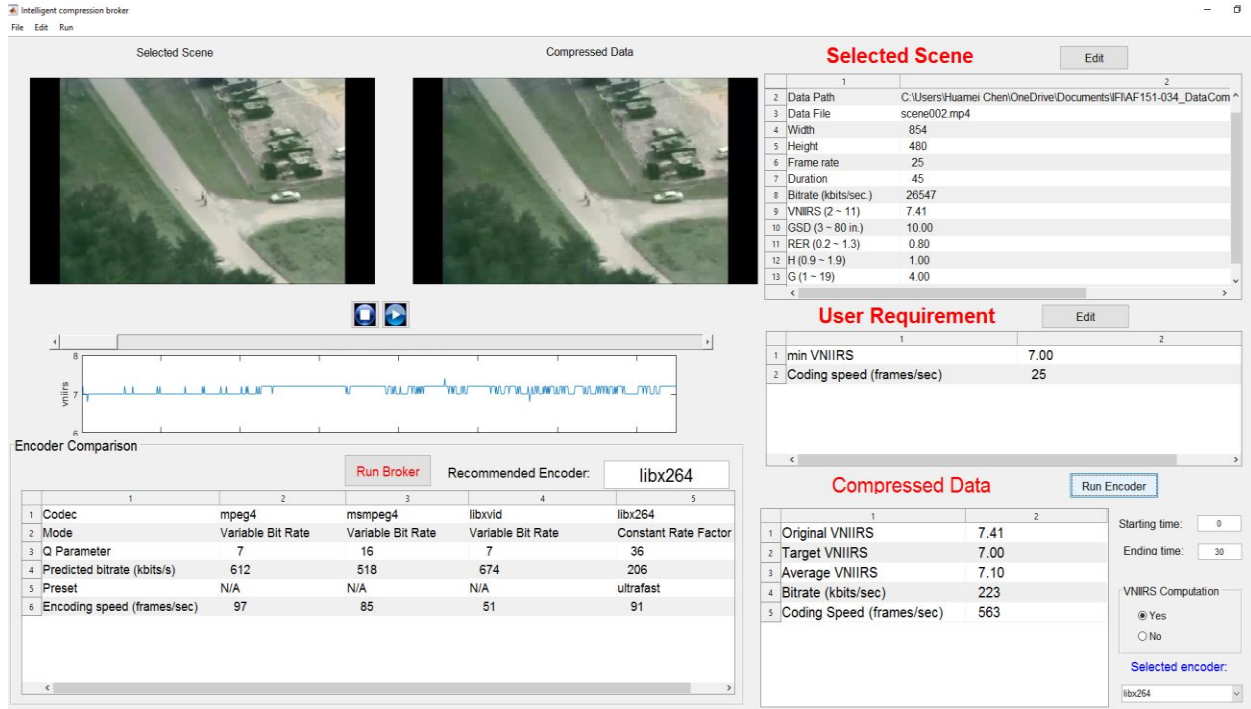 Intelligent compression broker
File Edit Run
Selected Scene
Compressed Data
vniirs
8
7
6
Encoder Comparison
Run Broker
Recommended Encoder:
libx264
1 2 3 4 5
1 Codec mpeg4 msmpeg4 libxvid libx264
2 Mode Variable Bit Rate Variable Bit Rate Variable Bit Rate Constant Rate Factor
3 Q Parameter 7 16 7 36
4 Predicted bitrate (kbits/s) 612 518 674 206
5 Preset N/A N/A N/A ultrafast
6 Encoding speed (frames/sec) 97 85 51 91
Selected Scene
Edit
1 2
2 Data Path C:\Users\Huamei Chen\OneDrive\Documents\IFI\AF151-034_DataCom
3 Data File scene002.mp4
4 Width 854
5 Height 480
6 Frame rate 25
7 Duration 45
8 Bitrate (kbits/sec.) 26547
9 VNIIRS (2 ~ 11) 7.41
10 GSD (3 ~ 80 in.) 10.00
11 RER (0.2 ~ 1.3) 0.80
12 H (0.9 ~ 1.9) 1.00
13 G (1 ~ 19) 4.00
User Requirement
Edit
1 2
1 min VNIIRS 7.00
2 Coding speed (frames/sec) 25
Compressed Data
Run Encoder
1 2
1 Original VNIIRS 7.41
2 Target VNIIRS 7.00
3 Average VNIIRS 7.10
4 Bitrate (kbits/sec) 223
5 Coding Speed (frames/sec) 563
Starting time: 0
Ending time: 30
VNIIRS Computation
Yes
No
Selected encoder:
libx264